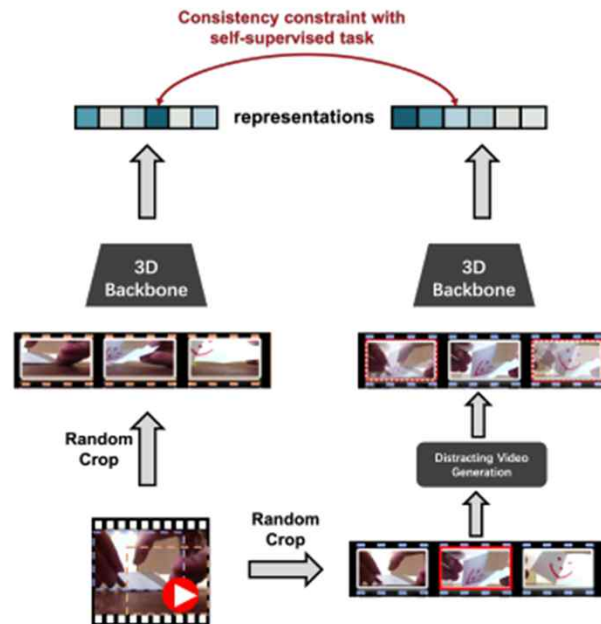 Consistency constraint with
self-supervised task
representations
3D
Backbone
3D
Backbone
Random
Crop
Distracting Video
Generation
Random
Crop